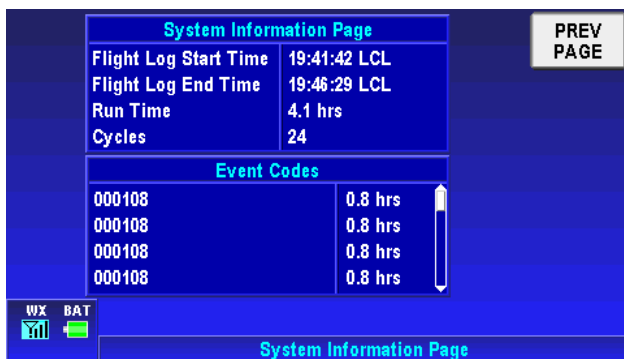 System Information Page
PREV
PAGE
Flight Log Start Time 19:41:42 LCL
Flight Log End Time 19:46:29 LCL
Run Time 4.1 hrs
Cycles 24
Event Codes
000108 0.8 hrs
000108 0.8 hrs
000108 0.8 hrs
000108 0.8 hrs
WX BAT
System Information Page